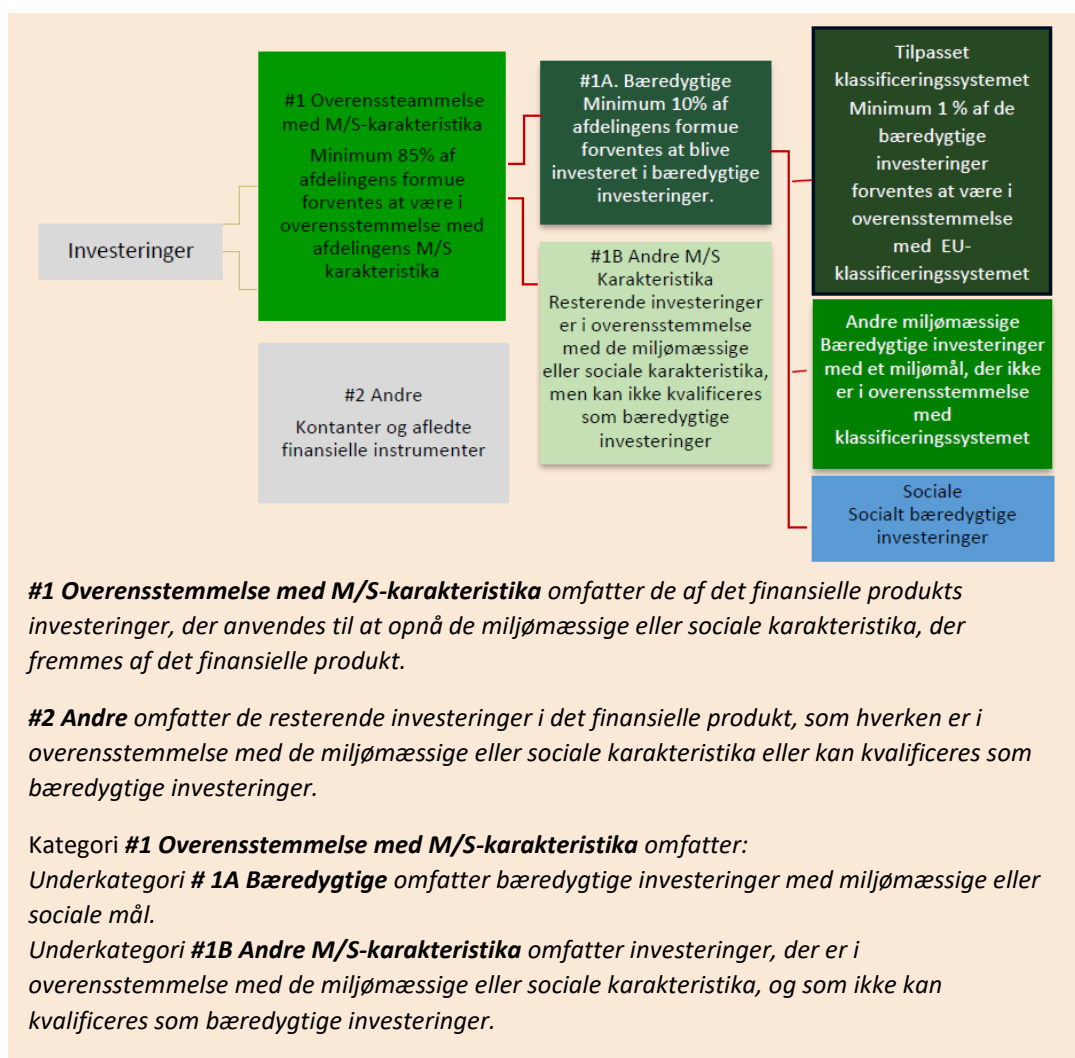 Investeringer
#1 Overenssteammelse
med M/S-karakteristika
Minimum 85% af
afdelingens formue
forventes at være i
overensstemmelse med
afdelingens M/S
karakteristika
#2 Andre
Kontanter og afledte
finansielle instrumenter
#1A. Bæredygtige
Minimum 10% af
afdelingens formue
forventes at blive
investeret i bæredygtige
investeringer.
#1B Andre M/S
Karakteristika
Resterende investeringer
er i overensstemmelse
med de miljømæssige
eller sociale karakteristika,
men kan ikke kvalificeres
som bæredygtige
investeringer
Tilpasset
klassificeringssystemet
Minimum 1 % af de
bæredygtige
investeringer
forventes at være i
overensstemmelse
med EU-
klassificeringssystemet
Andre miljømæssige
Bæredygtige investeringer
med et miljømål, der ikke
er i overensstemmelse
med
klassificeringssystemet
Sociale
Socialt bæredygtige
investeringer
#1 Overensstemmelse med M/S-karakteristika omfatter de af det finansielle produkts
investeringer, der anvendes til at opnå de miljømæssige eller sociale karakteristika, der
fremmes af det finansielle produkt.
#2 Andre omfatter de resterende investeringer i det finansielle produkt, som hverken er i
overensstemmelse med de miljømæssige eller sociale karakteristika eller kan kvalificeres som
bæredygtige investeringer.
Kategori #1 Overensstemmelse med M/S-karakteristika omfatter:
Underkategori # 1A Bæredygtige omfatter bæredygtige investeringer med miljømæssige eller
sociale mål.
Underkategori #1B Andre M/S-karakteristika omfatter investeringer, der er i
overensstemmelse med de miljømæssige eller sociale karakteristika, og som ikke kan
kvalificeres som bæredygtige investeringer.